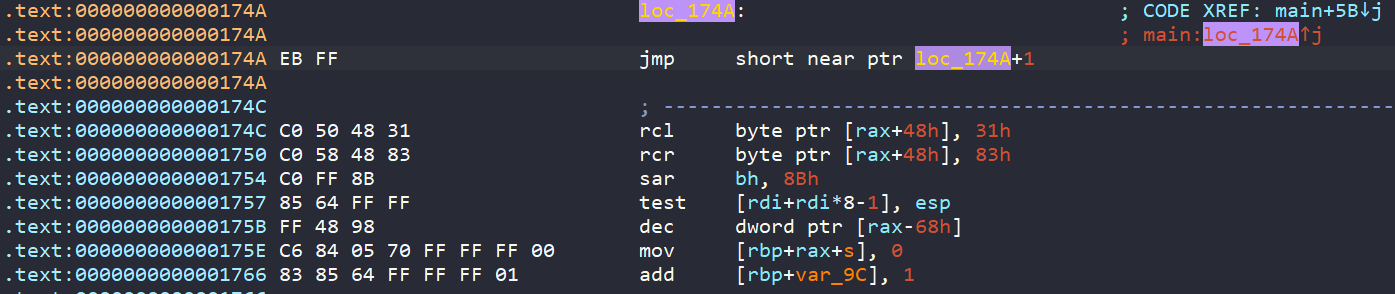 .text:000000000000174A loc_174A: ; CODE XREF: main+5B↓j
.text:000000000000174A ; main:loc_174A↑j
.text:000000000000174A EB FF jmp short near ptr loc_174A+1
.text:000000000000174A
.text:000000000000174C ; ---------------------------------------------------------------------------
.text:000000000000174C C0 50 48 31 rcl byte ptr [rax+48h], 31h
.text:0000000000001750 C0 58 48 83 rcr byte ptr [rax+48h], 83h
.text:0000000000001754 C0 FF 8B sar bh, 8Bh
.text:0000000000001757 85 64 FF FF test [rdi+rdi*8-1], esp
.text:000000000000175B FF 48 98 dec dword ptr [rax-68h]
.text:000000000000175E C6 84 05 70 FF FF FF 00 mov [rbp+rax+s], 0
.text:0000000000001766 83 85 64 FF FF FF 01 add [rbp+var_9C], 1